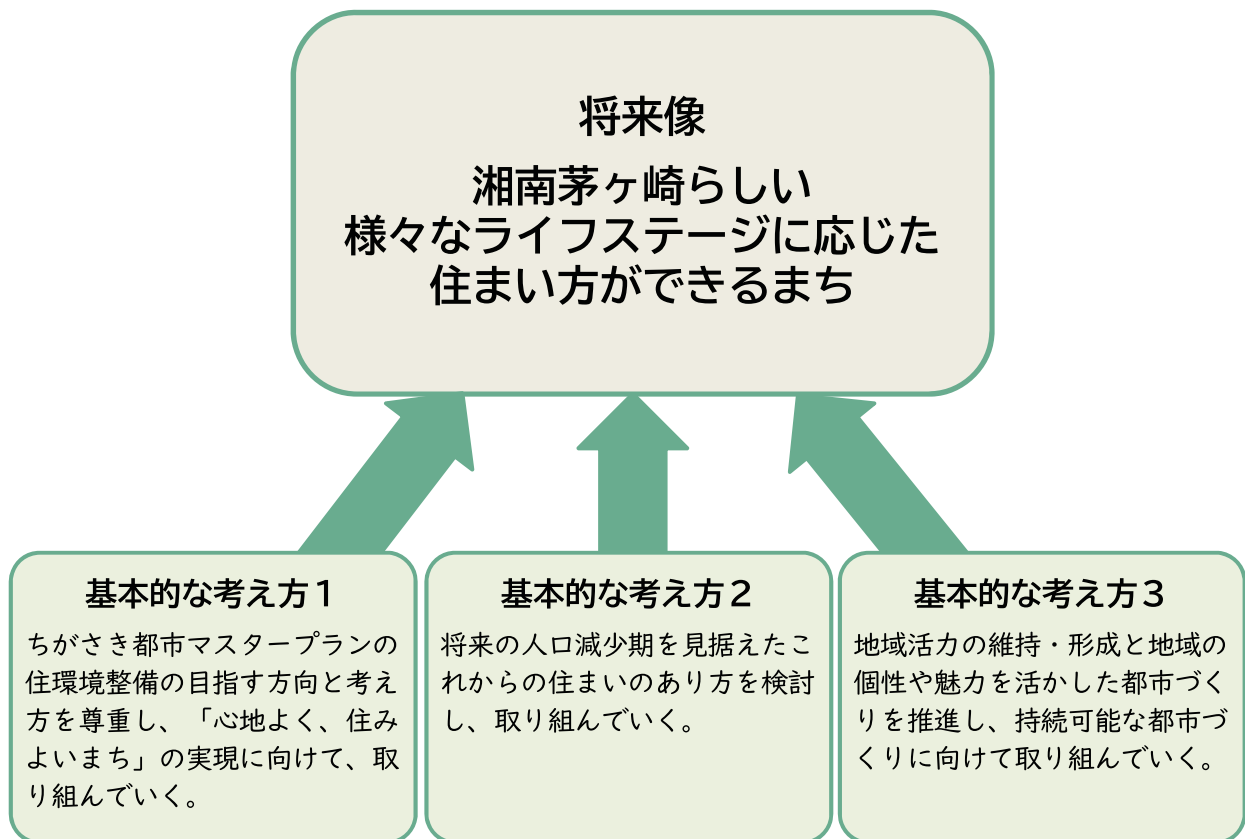 将来像
湘南茅ヶ崎らしい
様々なライフステージに応じた
住まい方ができるまち
基本的な考え方１
ちがさき都市マスタープランの
住環境整備の目指す方向と考え
方を尊重し、「心地よく、住み
よいまち」の実現に向けて、取
り組んでいく。
基本的な考え方２
将来の人口減少期を見据えたこ
れからの住まいのあり方を検討
し、取り組んでいく。
基本的な考え方３
地域活力の維持・形成と地域の
個性や魅力を活かした都市づく
りを推進し、持続可能な都市づ
くりに向けて取り組んでいく。